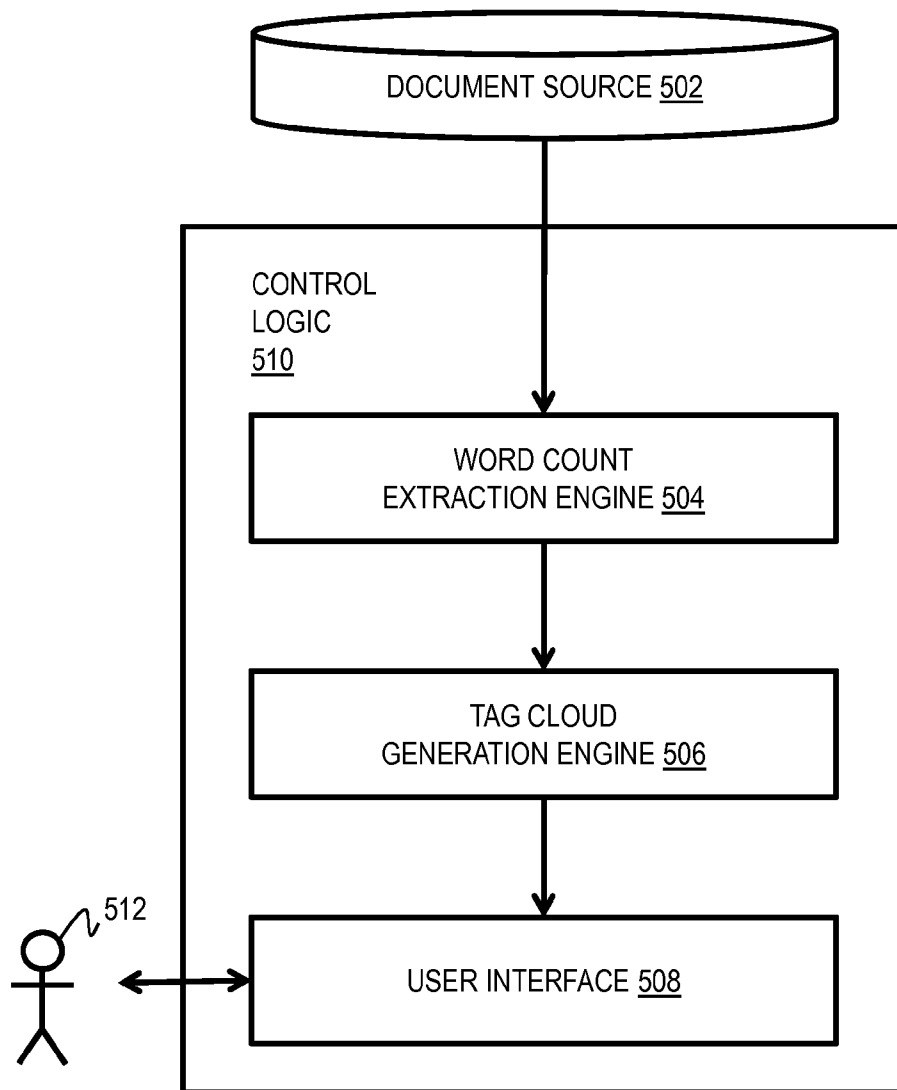 DOCUMENT SOURCE 502
CONTROL
LOGIC
510
WORD COUNT
EXTRACTION ENGINE 504
TAG CLOUD
GENERATION ENGINE 506
512
USER INTERFACE 508